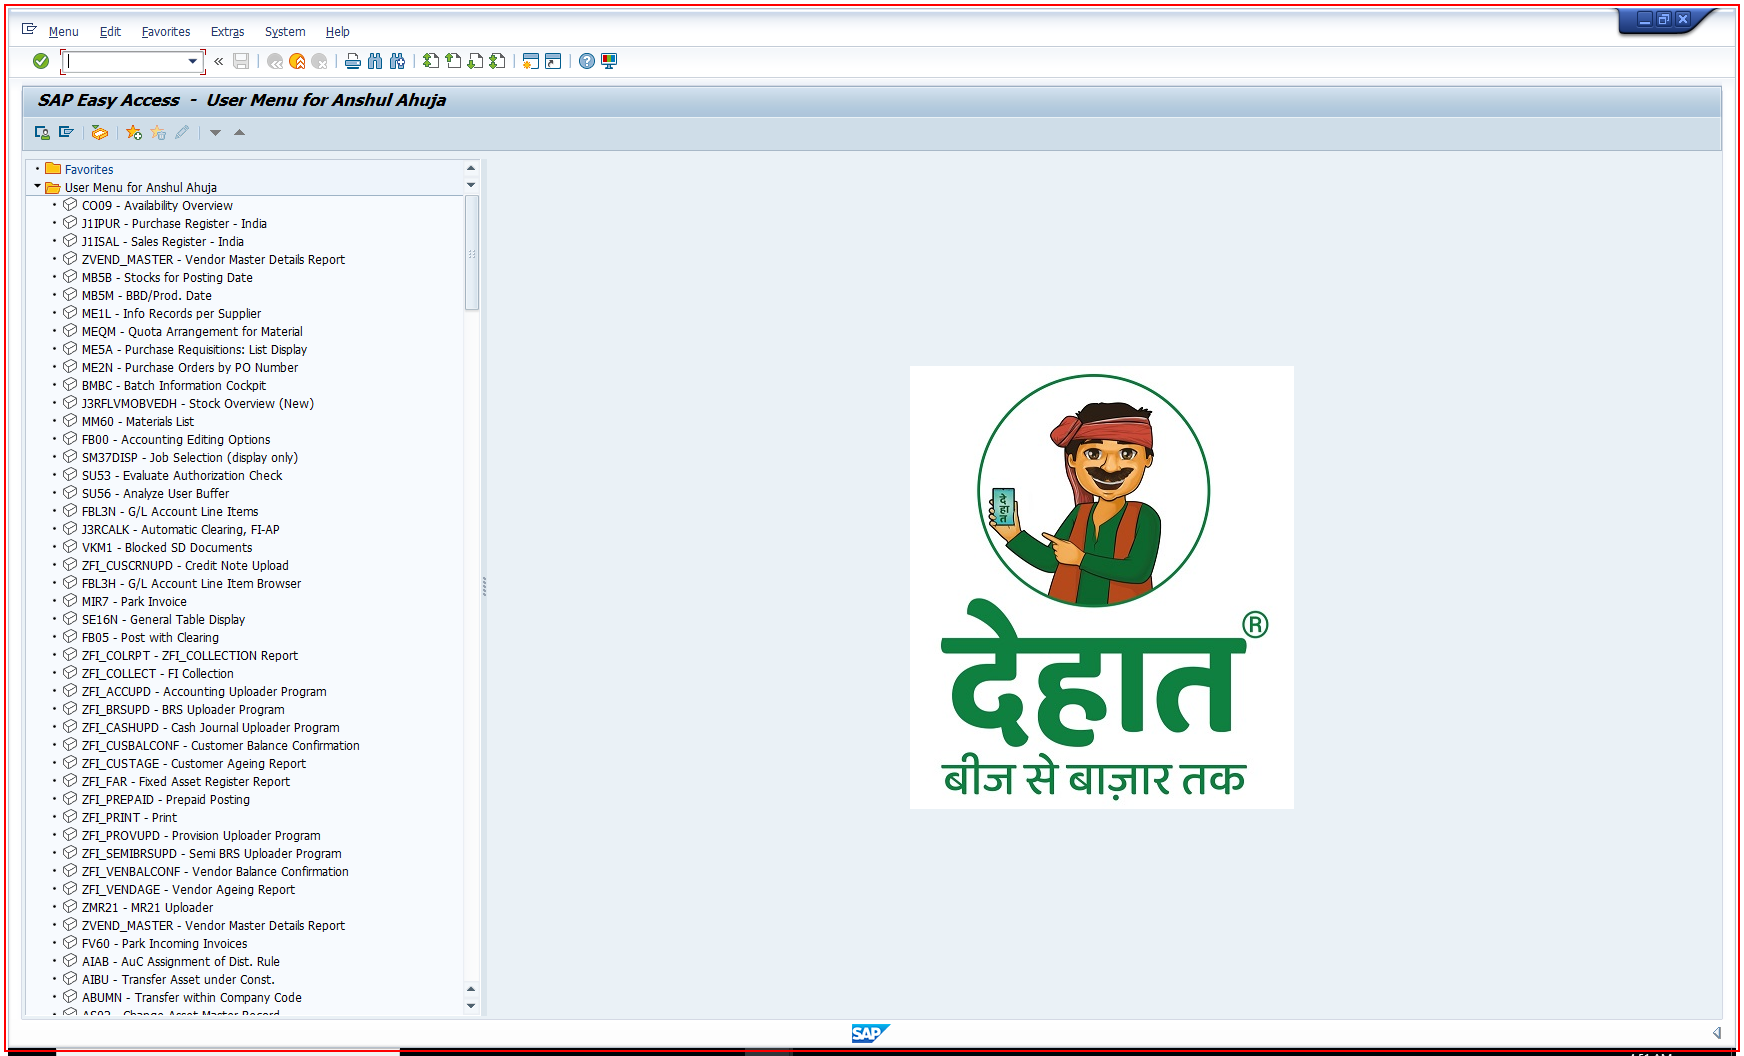 Menu Edit Favorites Extras System Help
SAP Easy Access - User Menu for Anshul Ahuja
Favorites
User Menu for Anshul Ahuja
CO09 - Availability Overview
J1IPUR - Purchase Register - India
J1ISAL - Sales Register - India
ZVEND_MASTER - Vendor Master Details Report
MB5B - Stocks for Posting Date
MB5M - BBD/Prod. Date
ME1L - Info Records per Supplier
MEQM - Quota Arrangement for Material
ME5A - Purchase Requisitions: List Display
ME2N - Purchase Orders by PO Number
BMBC - Batch Information Cockpit
J3RFLVMOBVEDH - Stock Overview (New)
MM60 - Materials List
FB00 - Accounting Editing Options
SM37DISP - Job Selection (display only)
SU53 - Evaluate Authorization Check
SU56 - Analyze User Buffer
FBL3N - G/L Account Line Items
J3RCALK - Automatic Clearing, FI-AP
VKM1 - Blocked SD Documents
ZFI_CUSCRNUPD - Credit Note Upload
FBL3H - G/L Account Line Item Browser
MIR7 - Park Invoice
SE16N - General Table Display
FB05 - Post with Clearing
ZFI_COLRPT - ZFI_COLLECTION Report
ZFI_COLLECT - FI Collection
ZFI_ACCUPD - Accounting Uploader Program
ZFI_BRSUPD - BRS Uploader Program
ZFI_CASHUPD - Cash Journal Uploader Program
ZFI_CUSBALCONF - Customer Balance Confirmation
ZFI_CUSTAGE - Customer Ageing Report
ZFI_FAR - Fixed Asset Register Report
ZFI_PREPAID - Prepaid Posting
ZFI_PRINT - Print
ZFI_PROVUPD - Provision Uploader Program
ZFI_SEMIBRSUPD - Semi BRS Uploader Program
ZFI_VENBALCONF - Vendor Balance Confirmation
ZFI_VENDAGE - Vendor Ageing Report
ZMR21 - MR21 Uploader
ZVEND_MASTER - Vendor Master Details Report
FV60 - Park Incoming Invoices
AIAB - AuC Assignment of Dist. Rule
AIBU - Transfer Asset under Const.
ABUMN - Transfer within Company Code
देहात
देहात®
बीज से बाज़ार तक
SAP